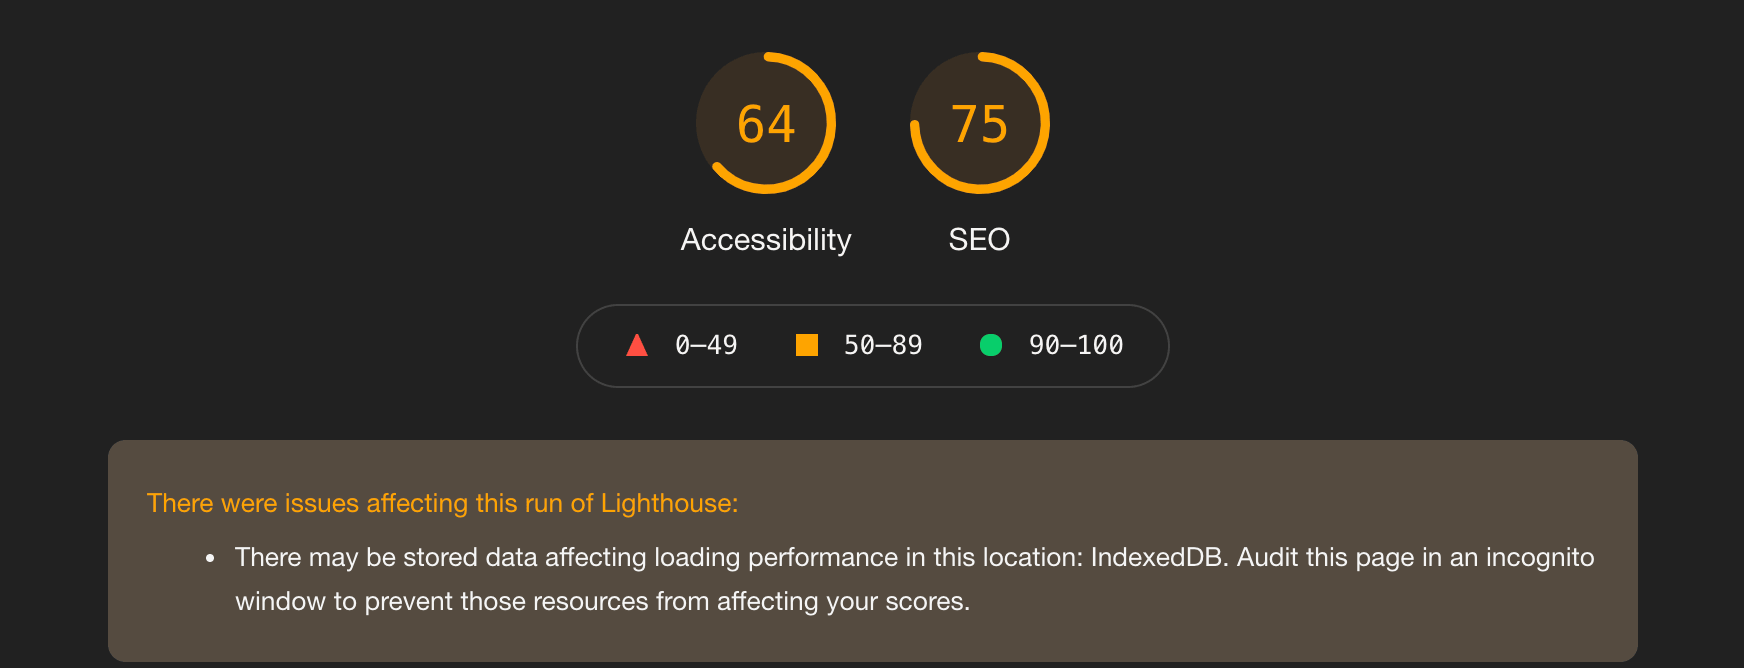 64
75
Accessibility
SEO
0–49
50–89
90–100
There were issues affecting this run of Lighthouse:
• There may be stored data affecting loading performance in this location: IndexedDB. Audit this page in an incognito
window to prevent those resources from affecting your scores.